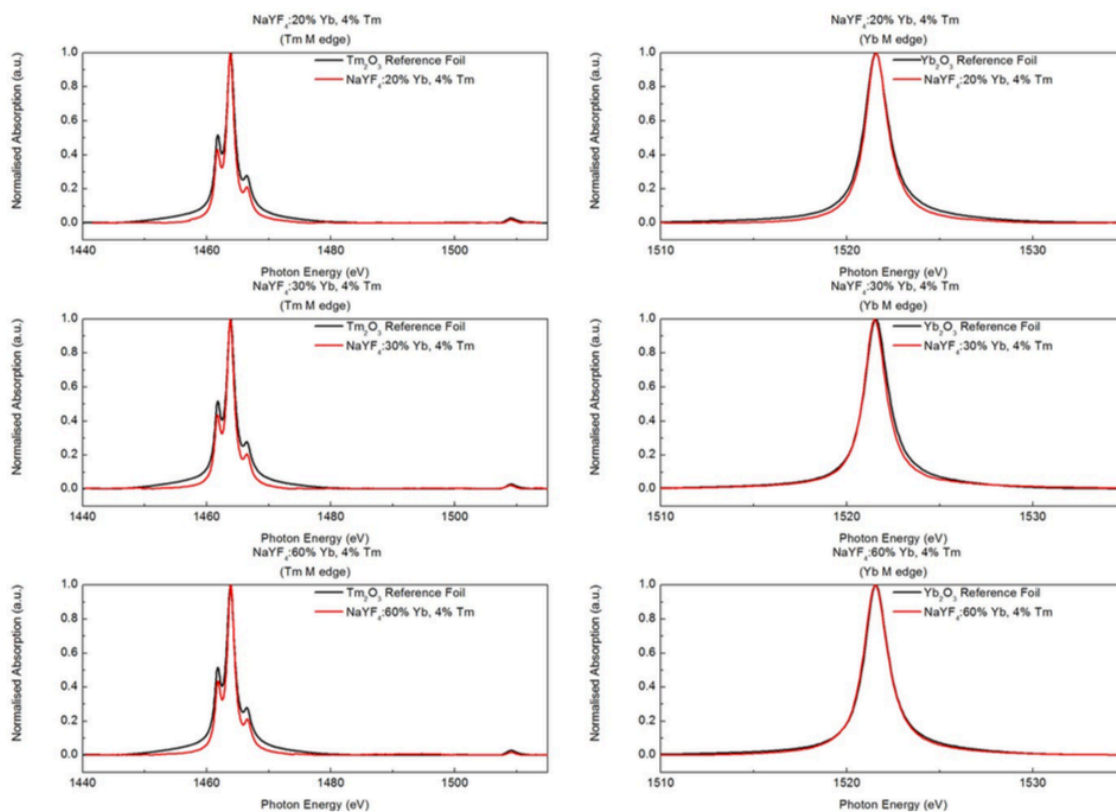 NaYF₄:20% Yb, 4% Tm
(Tm M edge)
Tm₂O₃ Reference Foil
NaYF₄:20% Yb, 4% Tm
Normalised Absorption (a.u.)
1.0
0.8
0.6
0.4
0.2
0.0
1440
1460
1480
1500
Photon Energy (eV)
NaYF₄:20% Yb, 4% Tm
(Yb M edge)
Yb₂O₃ Reference Foil
NaYF₄:20% Yb, 4% Tm
Normalised Absorption (a.u.)
1.0
0.8
0.6
0.4
0.2
0.0
1510
1520
1530
Photon Energy (eV)
NaYF₄:30% Yb, 4% Tm
(Tm M edge)
Tm₂O₃ Reference Foil
NaYF₄:30% Yb, 4% Tm
Normalised Absorption (a.u.)
1.0
0.8
0.6
0.4
0.2
0.0
1440
1460
1480
1500
Photon Energy (eV)
NaYF₄:30% Yb, 4% Tm
(Yb M edge)
Yb₂O₃ Reference Foil
NaYF₄:30% Yb, 4% Tm
Normalised Absorption (a.u.)
1.0
0.8
0.6
0.4
0.2
0.0
1510
1520
1530
Photon Energy (eV)
NaYF₄:60% Yb, 4% Tm
(Tm M edge)
Tm₂O₃ Reference Foil
NaYF₄:60% Yb, 4% Tm
Normalised Absorption (a.u.)
1.0
0.8
0.6
0.4
0.2
0.0
1440
1460
1480
1500
Photon Energy (eV)
NaYF₄:60% Yb, 4% Tm
(Yb M edge)
Yb₂O₃ Reference Foil
NaYF₄:60% Yb, 4% Tm
Normalised Absorption (a.u.)
1.0
0.8
0.6
0.4
0.2
0.0
1510
1520
1530
Photon Energy (eV)